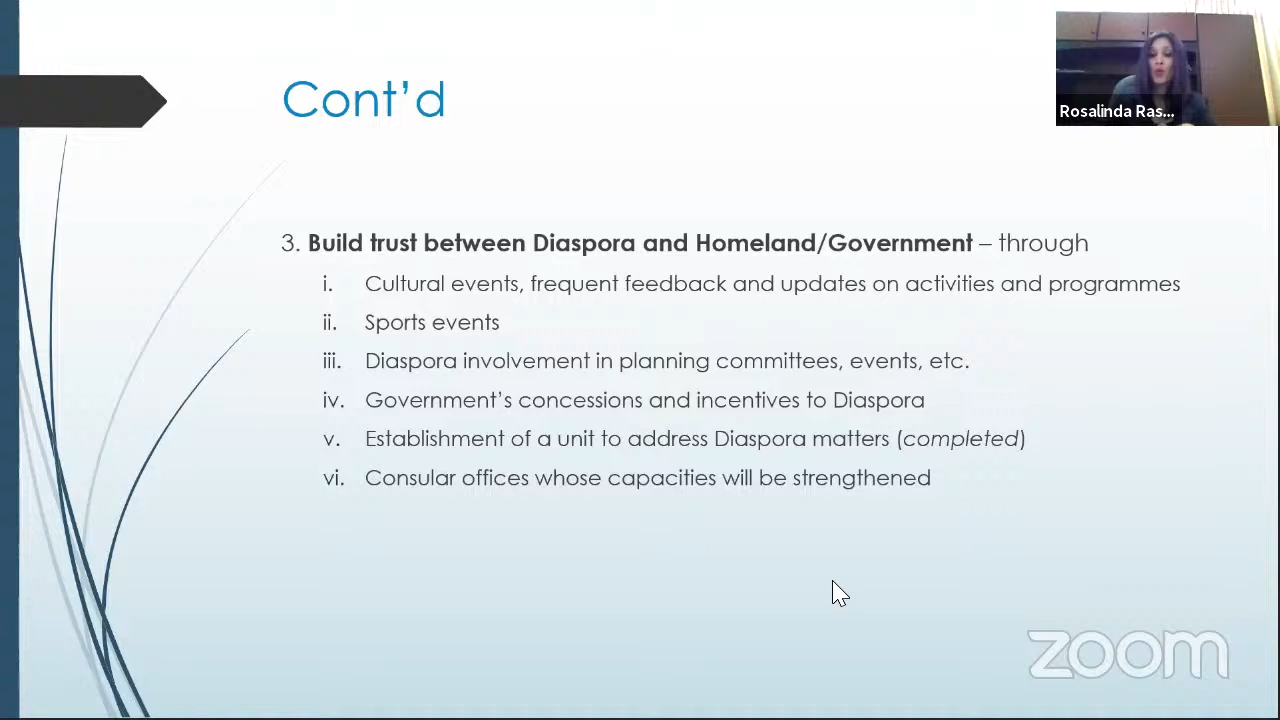 Cont’d
Rosalinda Ras...
3. Build trust between Diaspora and Homeland/Government – through
i. Cultural events, frequent feedback and updates on activities and programmes
ii. Sports events
iii. Diaspora involvement in planning committees, events, etc.
iv. Government’s concessions and incentives to Diaspora
v. Establishment of a unit to address Diaspora matters (completed)
vi. Consular offices whose capacities will be strengthened
zoom